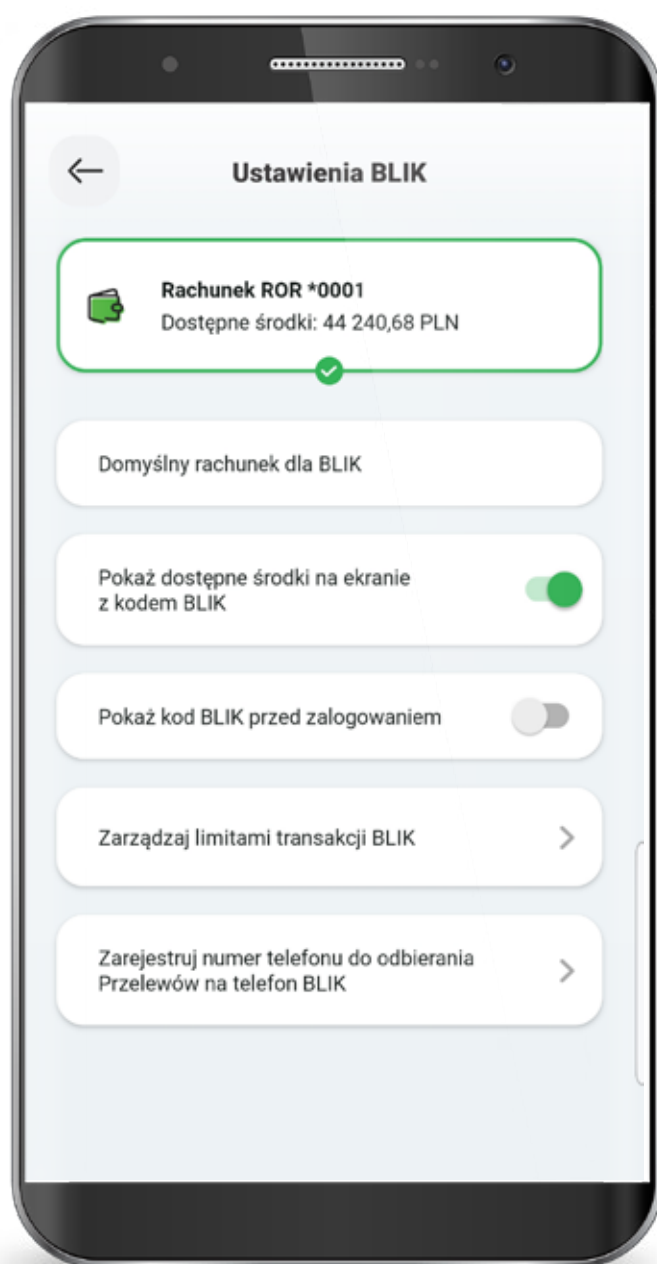 Ustawienia BLIK
Rachunek ROR *0001
Dostępne środki: 44 240,68 PLN
Domyślny rachunek dla BLIK
Pokaż dostępne środki na ekranie
z kodem BLIK
Pokaż kod BLIK przed zalogowaniem
Zarządzaj limitami transakcji BLIK
Zarejestruj numer telefonu do odbierania
Przelewów na telefon BLIK